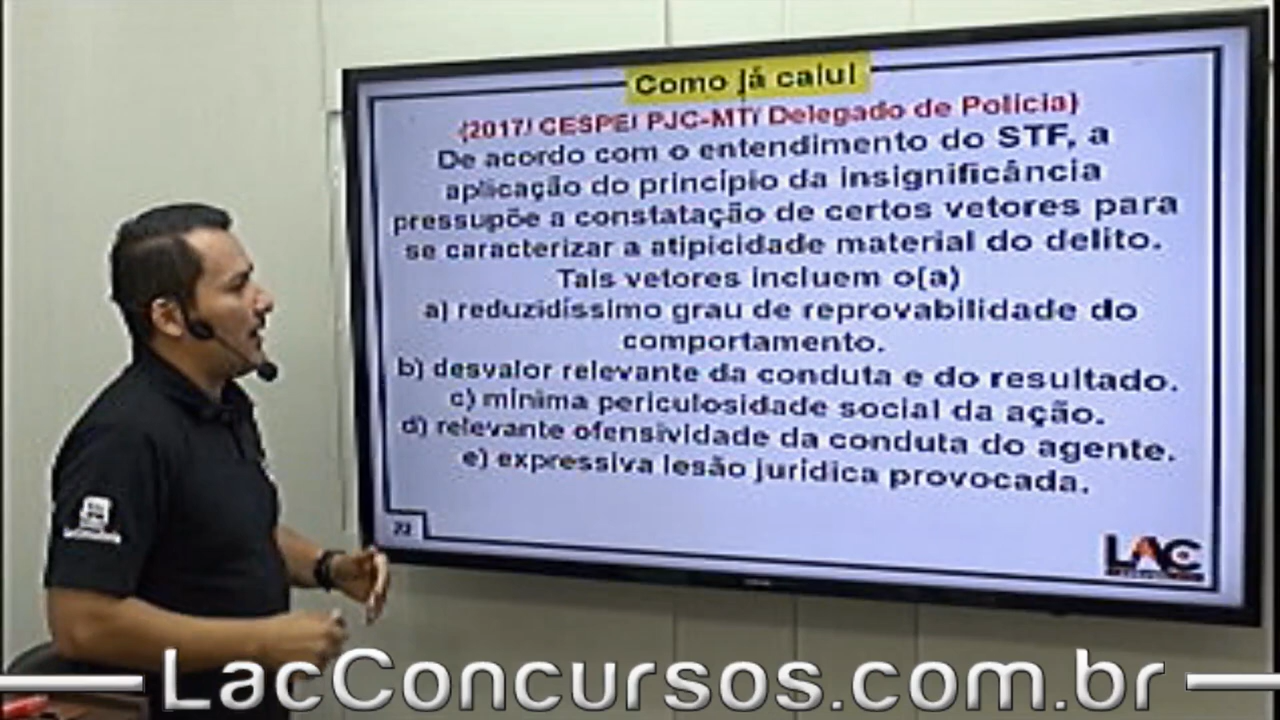 Como já caiu!
(2017/ CESPE/ PJC-MT/ Delegado de Polícia)
De acordo com o entendimento do STF, a
aplicação do princípio da insignificância
pressupõe a constatação de certos vetores para
se caracterizar a atipicidade material do delito.
Tais vetores incluem o(a)
a) reduzidíssimo grau de reprovabilidade do
comportamento.
b) desvalor relevante da conduta e do resultado.
c) mínima periculosidade social da ação.
d) relevante ofensividade da conduta do agente.
e) expressiva lesão jurídica provocada.
LAC
LacConcursos.com.br